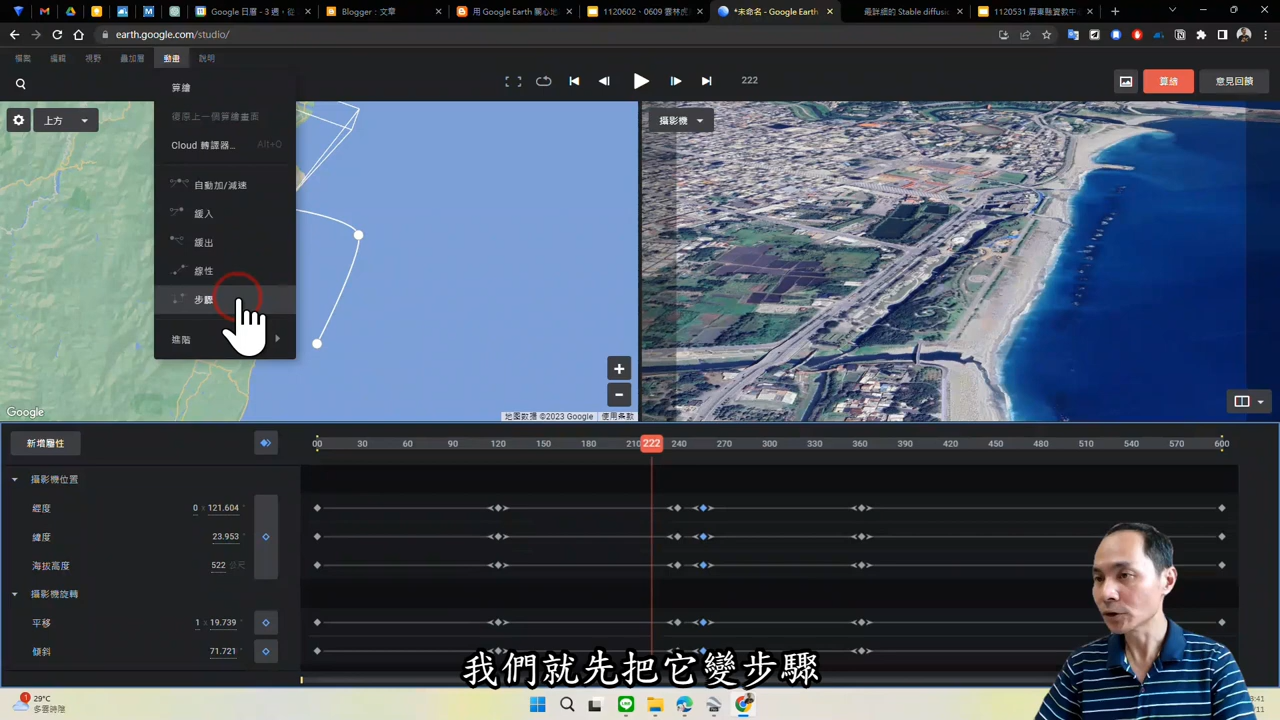 Google 日曆 - 3 週，從
Blogger：文章
用 Google Earth 關心地
1120602、0609 雲林虎
*未命名 - Google Earth
最詳細的 Stable diffusi
1120531 屏東融資教中
earth.google.com/studio/
檔案 編輯 視野 疊加層 動畫 說明
222
算繪
意見回饋
算繪
復原上一個算繪畫面
Cloud 轉譯器… Alt+O
自動加/減速
緩入
緩出
線性
步驟
進階
上方
攝影機
Google
地圖數據 ©2023 Google
使用條款
新增屬性
00 30 60 90 120 150 180 210 222 240 270 300 330 360 390 420 450 480 510 540 570 600
攝影機位置
經度 0 x 121.604 °
緯度 23.953 °
海拔高度 522 公尺
攝影機旋轉
平移 1 x 19.739 °
傾斜 71.721 °
我們就先把它變步驟
29°C
多雲時陰